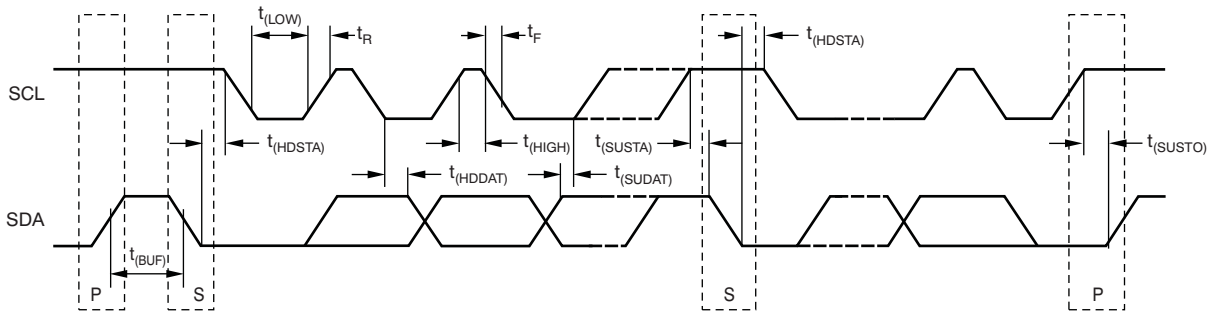 t(LOW)
tR
tF
t(HDSTA)
SCL
t(HDSTA)
t(HIGH)
t(SUSTA)
t(SUSTO)
t(HDDAT)
t(SUDAT)
SDA
t(BUF)
P
S
S
P